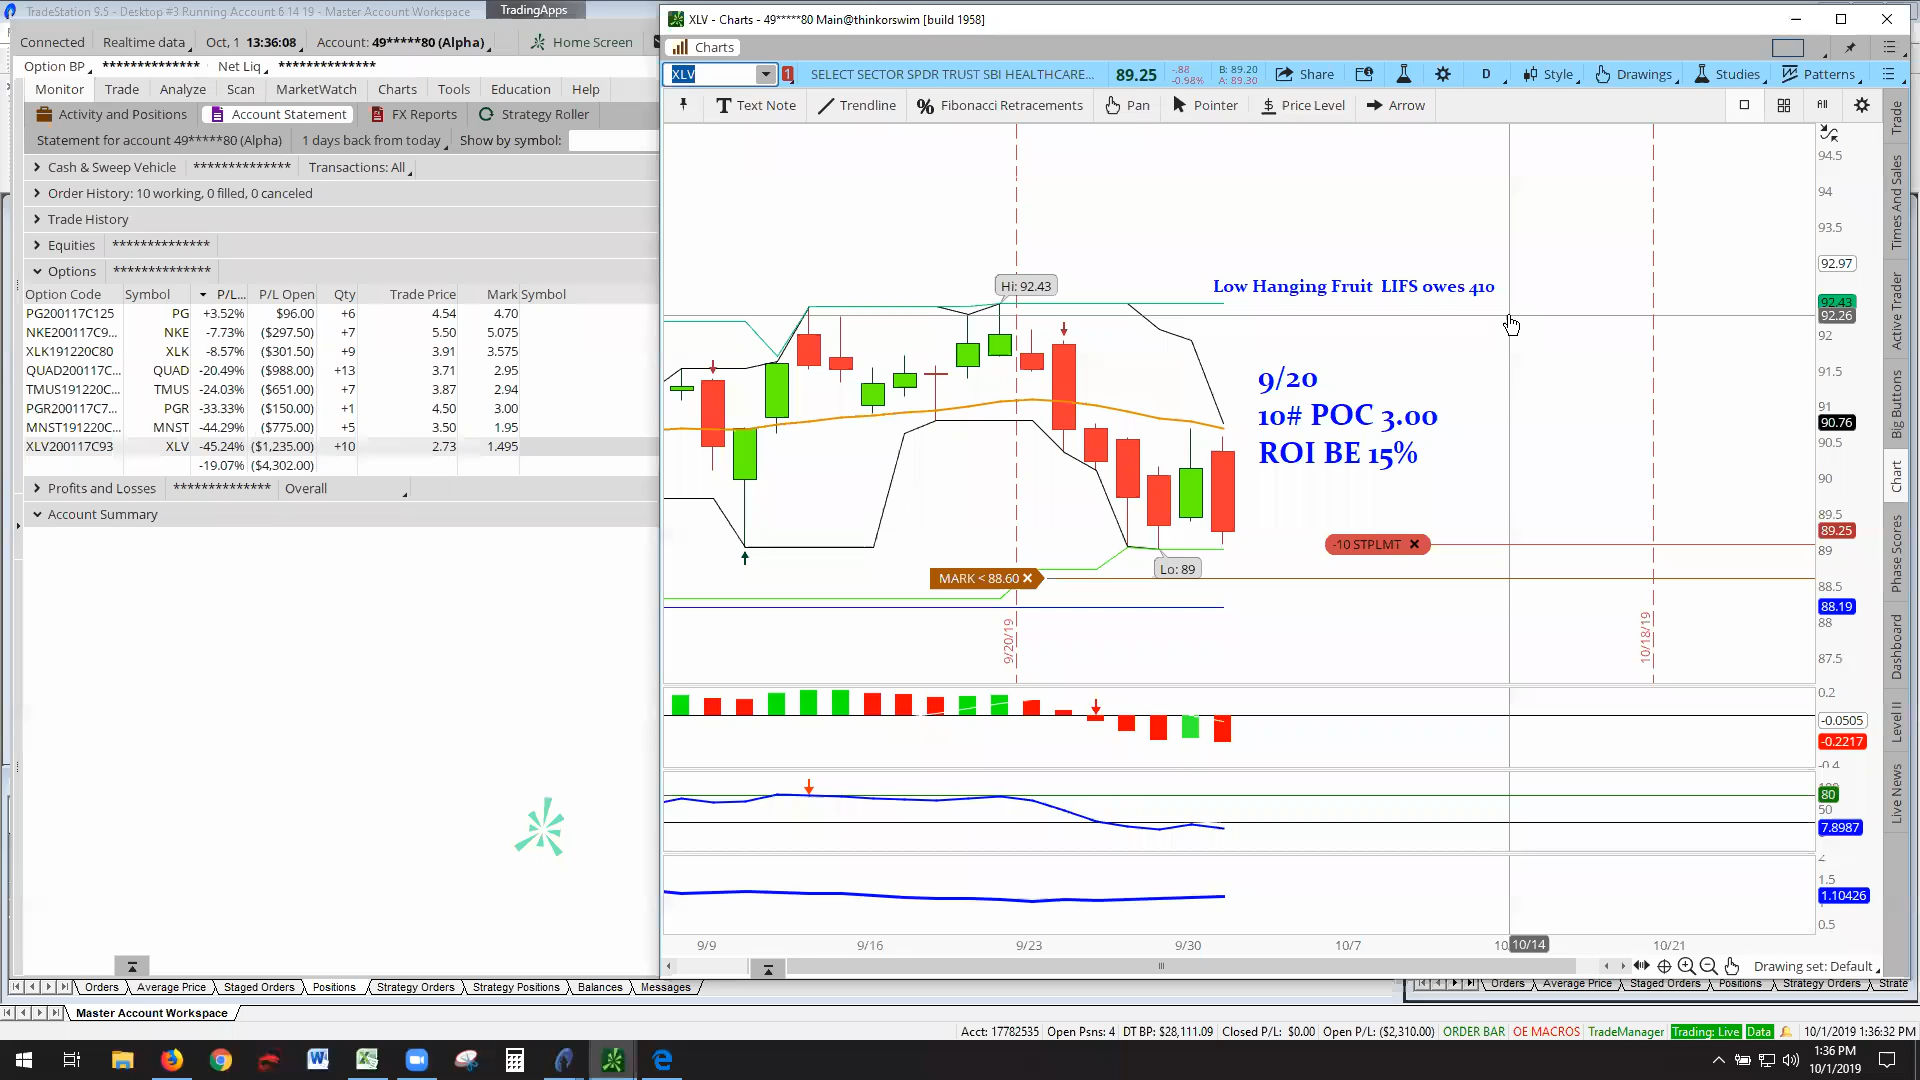 TradeStation 9.5 - Desktop #3 Running Account 6 14 19 - Master Account Workspace
TradingApps
Connected Realtime data Oct, 1 13:36:08 Account: 49*****80 (Alpha) Home Screen
Option BP ************** Net Liq **************
Monitor Trade Analyze Scan MarketWatch Charts Tools Education Help
Activity and Positions Account Statement FX Reports Strategy Roller
Statement for account 49*****80 (Alpha) 1 days back from today Show by symbol:
Cash & Sweep Vehicle ************** Transactions: All
Order History: 10 working, 0 filled, 0 canceled
Trade History
Equities **************
Options **************
Option Code Symbol P/L... P/L Open Qty Trade Price Mark Symbol
PG200117C125 PG +3.52% $96.00 +6 4.54 4.70
NKE200117C9... NKE -7.73% ($297.50) +7 5.50 5.075
XLK191220C80 XLK -8.57% ($301.50) +9 3.91 3.575
QUAD200117C... QUAD -20.49% ($988.00) +13 3.71 2.95
TMUS191220C... TMUS -24.03% ($651.00) +7 3.87 2.94
PGR200117C7... PGR -33.33% ($150.00) +1 4.50 3.00
MNST191220C... MNST -44.29% ($775.00) +5 3.50 1.95
XLV200117C93 XLV -45.24% ($1,235.00) +10 2.73 1.495
-19.07% ($4,302.00)
Profits and Losses ************** Overall
Account Summary
XLV - Charts - 49*****80 Main@thinkorswim [build 1958]
Charts
XLV 1 SELECT SECTOR SPDR TRUST SBI HEALTHCARE... 89.25 -.88 -0.98% B: 89.20 A: 89.30 Share D Style Drawings Studies Patterns
Text Note Trendline % Fibonacci Retracements Pan Pointer $ Price Level Arrow All
94.5
94
93.5
92.97
92.43
92.26
92
91.5
91
90.76
90.5
90
89.5
89.25
89
88.5
88.19
88
87.5
Hi: 92.43
Low Hanging Fruit LIFS owes 410
9/20
10# POC 3.00
ROI BE 15%
-10 STPLMT
MARK < 88.60
Lo: 89
9/20/19
10/18/19
0.2
-0.0505
-0.2217
-0.4
80
50
7.8987
2
1.5
1.10426
0.5
9/9 9/16 9/23 9/30 10/7 10/14 10/21
Drawing set: Default
Trade
Times And Sales
Active Trader
Big Buttons
Chart
Phase Scores
Dashboard
Level II
Live News
Orders Average Price Staged Orders Positions Strategy Orders Strategy Positions Balances Messages
Orders Average Price Staged Orders Positions Strategy Orders Strate
Master Account Workspace
Acct: 17782535 Open Psns: 4 DT BP: $28,111.09 Closed P/L: $0.00 Open P/L: ($2,310.00) ORDER BAR OE MACROS TradeManager Trading: Live Data 10/1/2019 1:36:32 PM
1:36 PM
10/1/2019